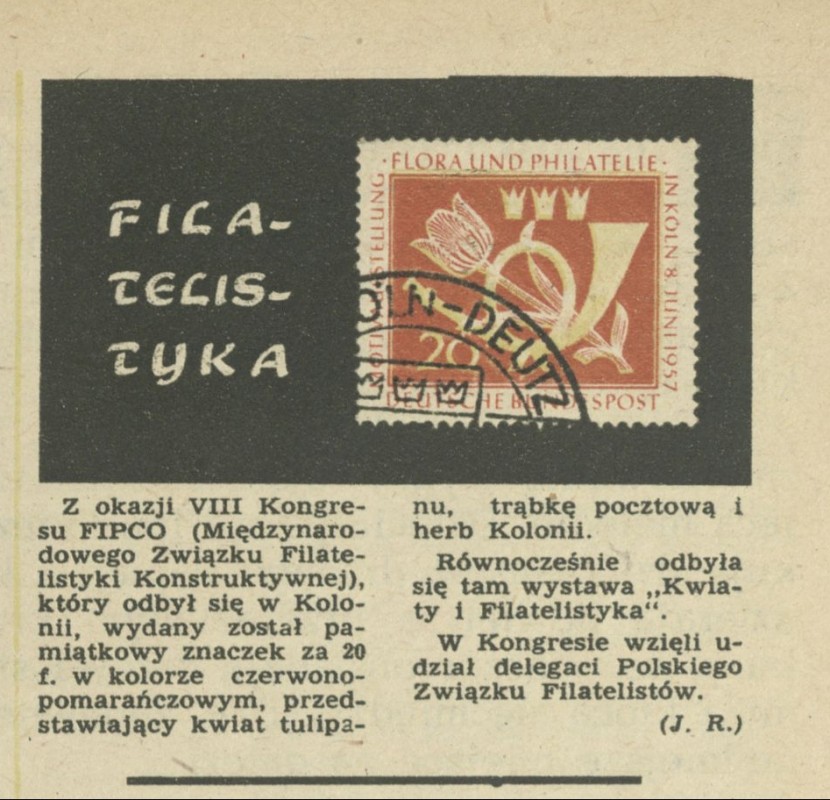 FILA-
TELIS-
TYKA
·FLORA UND PHILATELIE·
IN KÖLN 8. JUNI 1957
20
DEUTSCHE BUNDESPOST
KÖLN-DEUTZ
Z okazji VIII Kongre-
su FIPCO (Międzynaro-
dowego Związku Filate-
listyki Konstruktywnej),
który odbył się w Kolo-
nii, wydany został pa-
miątkowy znaczek za 20
f. w kolorze czerwono-
pomarańczowym, przed-
stawiający kwiat tulipa-
nu, trąbkę pocztową i
herb Kolonii.
Równocześnie odbyła
się tam wystawa „Kwia-
ty i Filatelistyka“.
W Kongresie wzięli u-
dział delegaci Polskiego
Związku Filatelistów.
(J. R.)